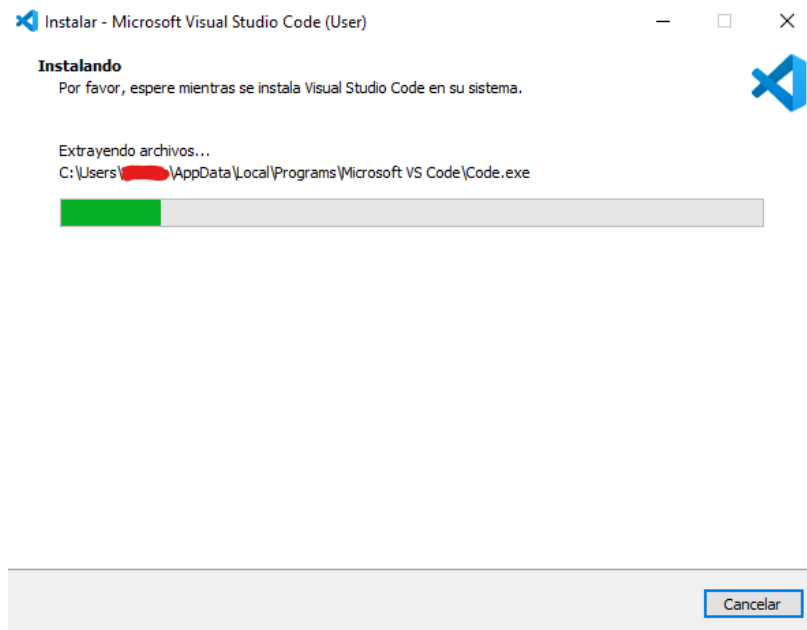 Instalar - Microsoft Visual Studio Code (User)
Instalando
Por favor, espere mientras se instala Visual Studio Code en su sistema.
Extrayendo archivos...
C:\Users\ \AppData\Local\Programs\Microsoft VS Code\Code.exe
Cancelar